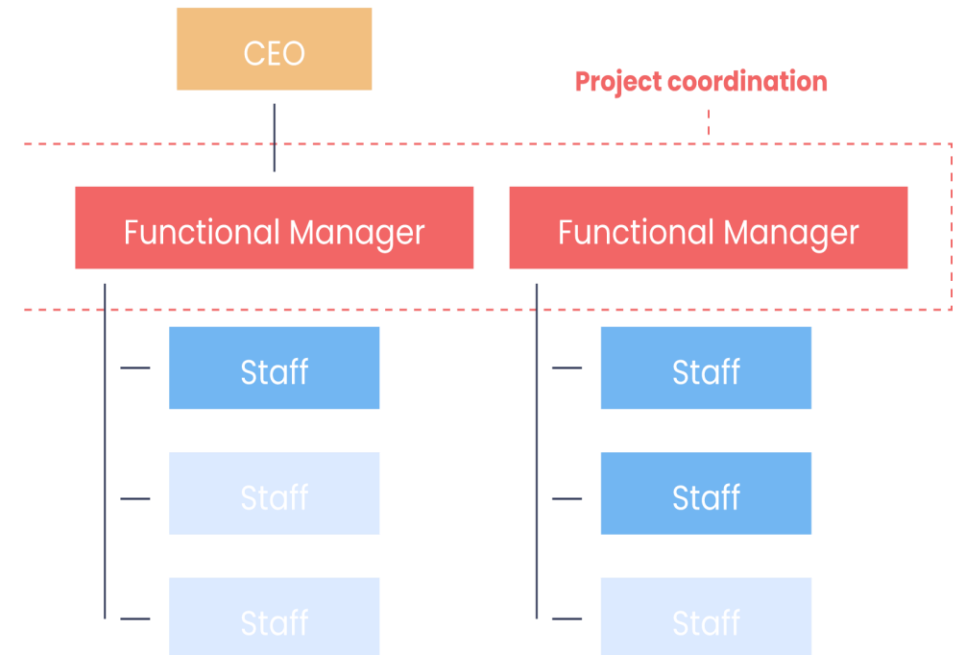 CEO
Project coordination
Functional Manager
Functional Manager
Staff
Staff
Staff
Staff
Staff
Staff